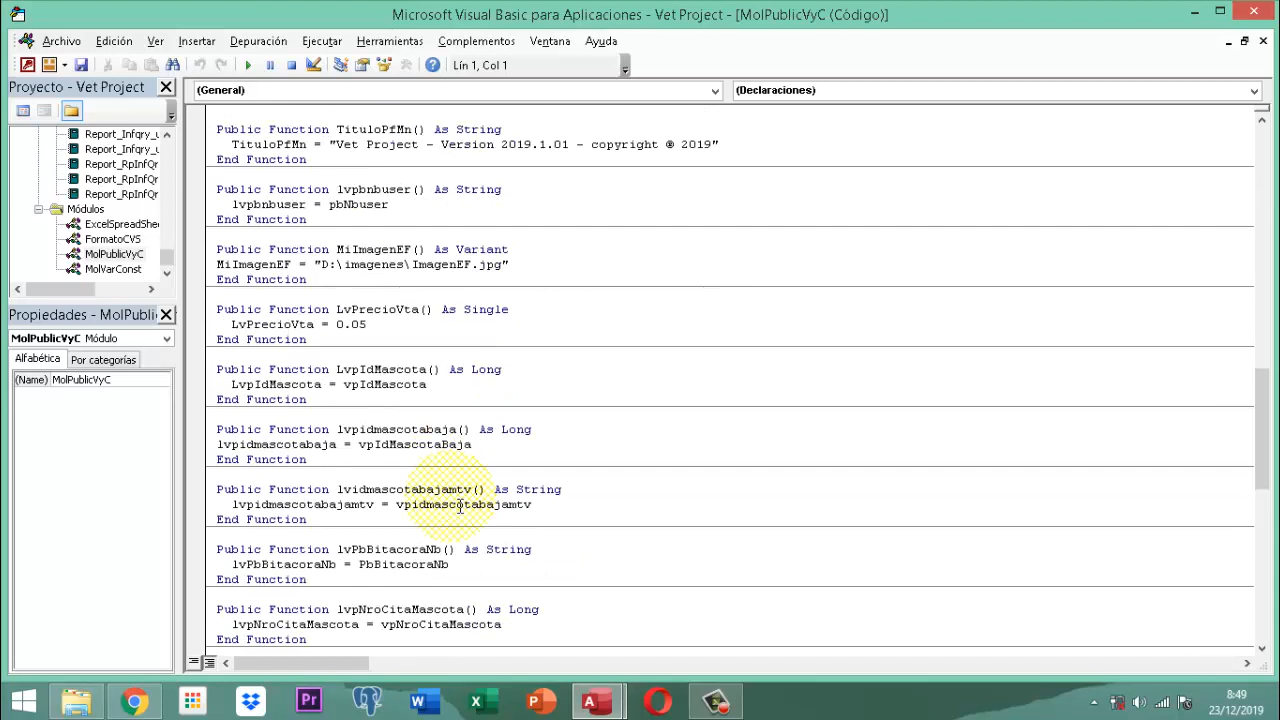 Microsoft Visual Basic para Aplicaciones - Vet Project - [MolPublicVyC (Código)]
Archivo Edición Ver Insertar Depuración Ejecutar Herramientas Complementos Ventana Ayuda
Lín 1, Col 1
Proyecto - Vet Project
(General)
(Declaraciones)
Report_Infqry_u
Report_Infqry_u
Report_RpInfQr
Report_RpInfQr
Report_RpInfQr
Módulos
ExcelSpreadShe
FormatoCVS
MolPublicVyC
MolVarConst
Propiedades - MolPubli
MolPublicVyC Módulo
Alfabética Por categorías
(Name) MolPublicVyC
Public Function TituloPfMn() As String
TituloPfMn = "Vet Project - Version 2019.1.01 - copyright ® 2019"
End Function
Public Function lvpbnbuser() As String
lvpbnbuser = pbNbuser
End Function
Public Function MiImagenEF() As Variant
MiImagenEF = "D:\imagenes\ImagenEF.jpg"
End Function
Public Function LvPrecioVta() As Single
LvPrecioVta = 0.05
End Function
Public Function LvpIdMascota() As Long
LvpIdMascota = vpIdMascota
End Function
Public Function lvpidmascotabaja() As Long
lvpidmascotabaja = vpIdMascotaBaja
End Function
Public Function lvidmascotabajamtv() As String
lvpidmascotabajamtv = vpidmascotabajamtv
End Function
Public Function lvPbBitacoraNb() As String
lvPbBitacoraNb = PbBitacoraNb
End Function
Public Function lvpNroCitaMascota() As Long
lvpNroCitaMascota = vpNroCitaMascota
End Function
8:49
23/12/2019